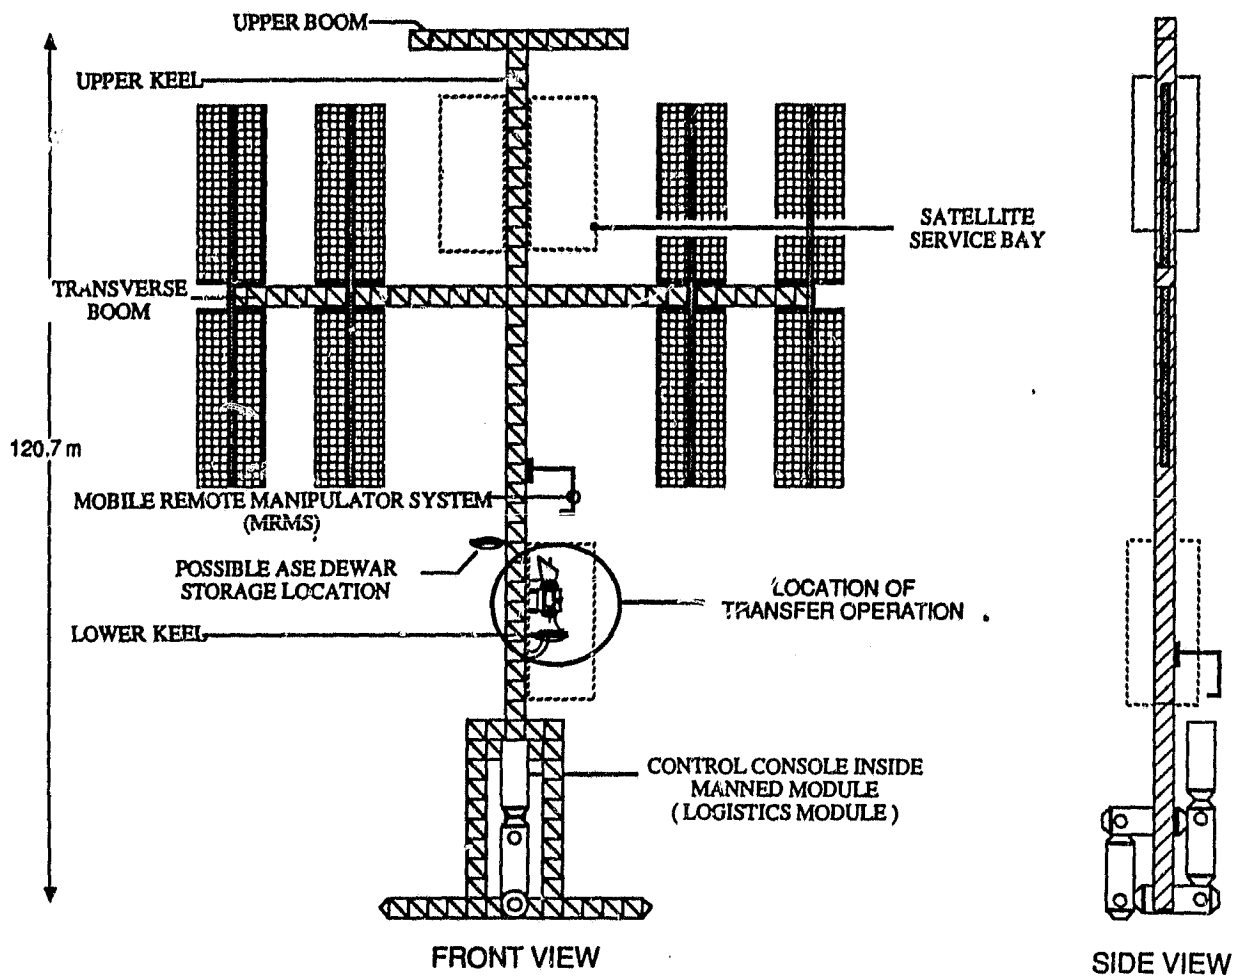 UPPER BOOM
UPPER KEEL
SATELLITE
SERVICE BAY
TRANSVERSE
BOOM
120.7 m
MOBILE REMOTE MANIPULATOR SYSTEM
(MRMS)
POSSIBLE ASE DEWAR
STORAGE LOCATION
LOCATION OF
TRANSFER OPERATION
LOWER KEEL
CONTROL CONSOLE INSIDE
MANNED MODULE
( LOGISTICS MODULE )
FRONT VIEW
SIDE VIEW